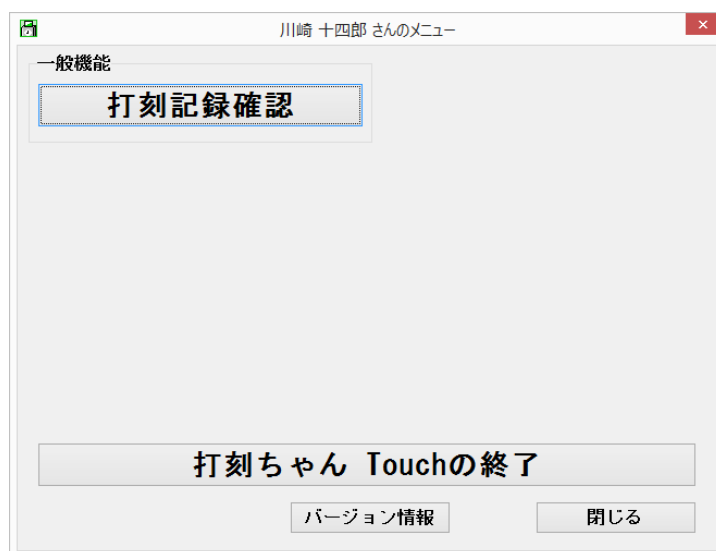 川崎 十四郎 さんのメニュー
一般機能
打刻記録確認
打刻ちゃん Touchの終了
バージョン情報
閉じる